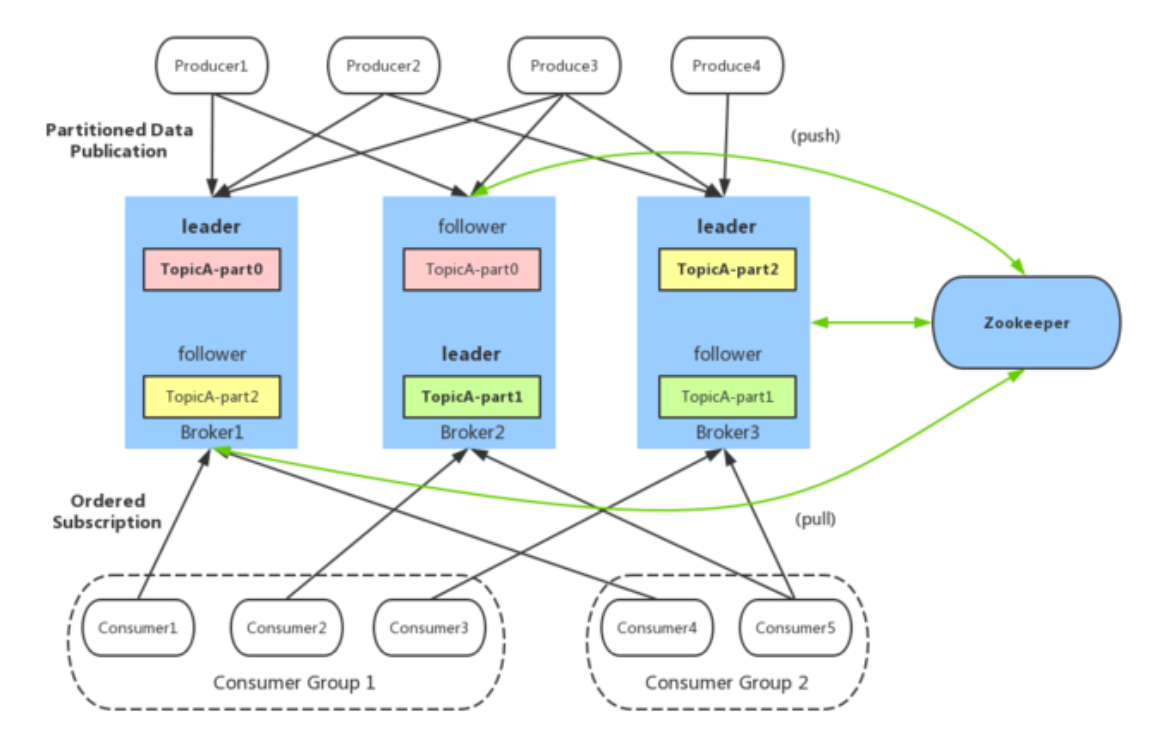 Producer1
Producer2
Produce3
Produce4
Partitioned Data
Publication
(push)
leader
follower
leader
TopicA-part0
TopicA-part0
TopicA-part2
Zookeeper
follower
leader
follower
TopicA-part2
TopicA-part1
TopicA-part1
Broker1
Broker2
Broker3
Ordered
Subscription
(pull)
Consumer1
Consumer2
Consumer3
Consumer4
Consumer5
Consumer Group 1
Consumer Group 2